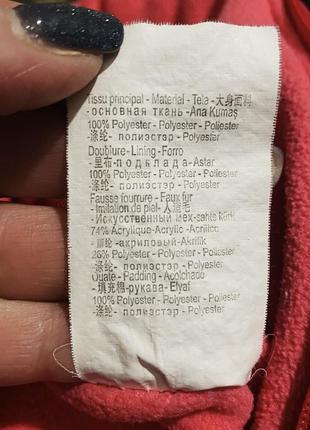 Tissu principal - Material - Tela - 大身面料
- основная ткань - Ana Kumaş
100% Polyester - Polyester - Poliester
- 涤纶 - полиэстэр - Polyester
Doublure - Lining - Forro
- 里布 - подклада - Astar
100% Polyester - Polyester - Poliester
- 涤纶 - полиэстэр - Polyester
Fausse fourrure - Faux fur
- Imitation de piel - 人造毛
- Искусственный мех - sahte kürk
74% Acrylique - Acrylic - Acrilico
- 腈纶 - акриловый - Akrilik
26% Polyester - Polyester - Poliester
- 涤纶 - полиэстэр - Polyester
Ouate - Padding - Acolchado
- 填充棉 - рукава - Elyaf
100% Polyester - Polyester - Poliester
- 涤纶 - полиэстэр - Polyester